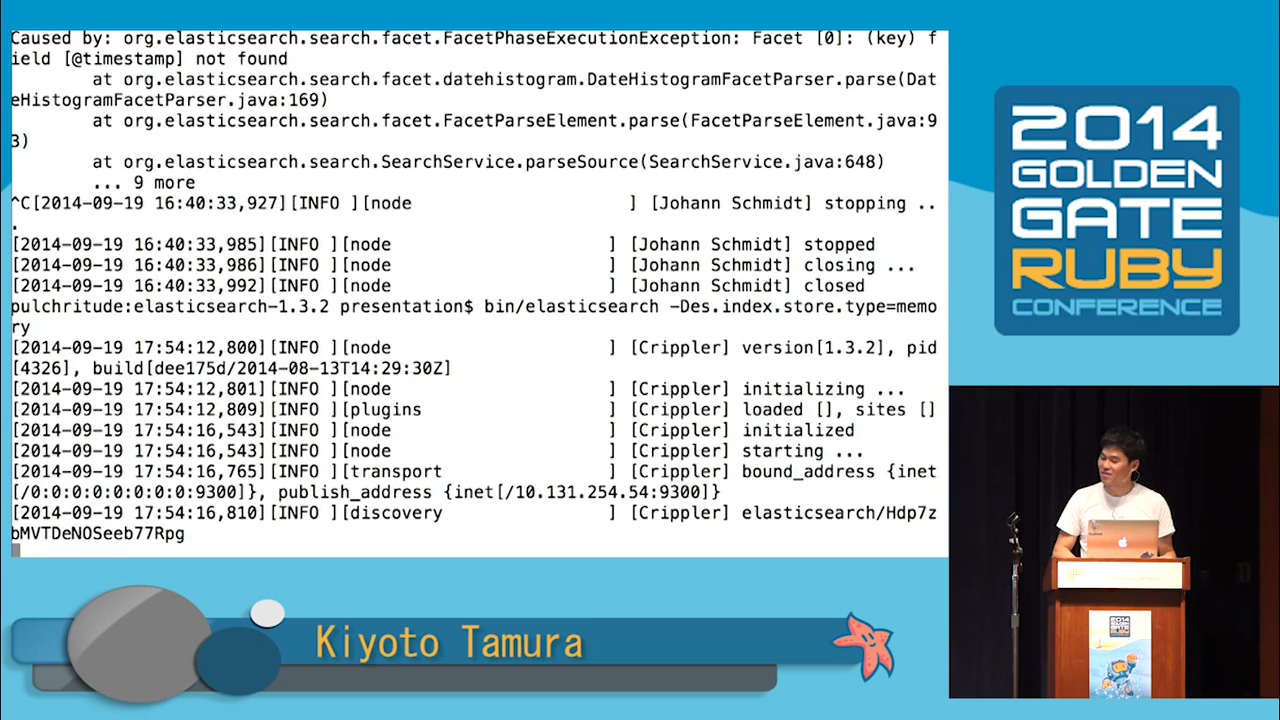 Caused by: org.elasticsearch.search.facet.FacetPhaseExecutionException: Facet [0]: (key) f
ield [@timestamp] not found
at org.elasticsearch.search.facet.datehistogram.DateHistogramFacetParser.parse(Dat
eHistogramFacetParser.java:169)
at org.elasticsearch.search.facet.FacetParseElement.parse(FacetParseElement.java:9
3)
at org.elasticsearch.search.SearchService.parseSource(SearchService.java:648)
... 9 more
^C[2014-09-19 16:40:33,927][INFO ][node ] [Johann Schmidt] stopping ..
.
[2014-09-19 16:40:33,985][INFO ][node ] [Johann Schmidt] stopped
[2014-09-19 16:40:33,986][INFO ][node ] [Johann Schmidt] closing ...
[2014-09-19 16:40:33,992][INFO ][node ] [Johann Schmidt] closed
pulchritude:elasticsearch-1.3.2 presentation$ bin/elasticsearch -Des.index.store.type=memo
ry
[2014-09-19 17:54:12,800][INFO ][node ] [Crippler] version[1.3.2], pid
[4326], build[dee175d/2014-08-13T14:29:30Z]
[2014-09-19 17:54:12,801][INFO ][node ] [Crippler] initializing ...
[2014-09-19 17:54:12,809][INFO ][plugins ] [Crippler] loaded [], sites []
[2014-09-19 17:54:16,543][INFO ][node ] [Crippler] initialized
[2014-09-19 17:54:16,543][INFO ][node ] [Crippler] starting ...
[2014-09-19 17:54:16,765][INFO ][transport ] [Crippler] bound_address {inet
[/0:0:0:0:0:0:0:0:9300]}, publish_address {inet[/10.131.254.54:9300]}
[2014-09-19 17:54:16,810][INFO ][discovery ] [Crippler] elasticsearch/Hdp7z
bMVTDeNOSeeb77Rpg
2014
GOLDEN
GATE
RUBY
CONFERENCE
Kiyoto Tamura
2014